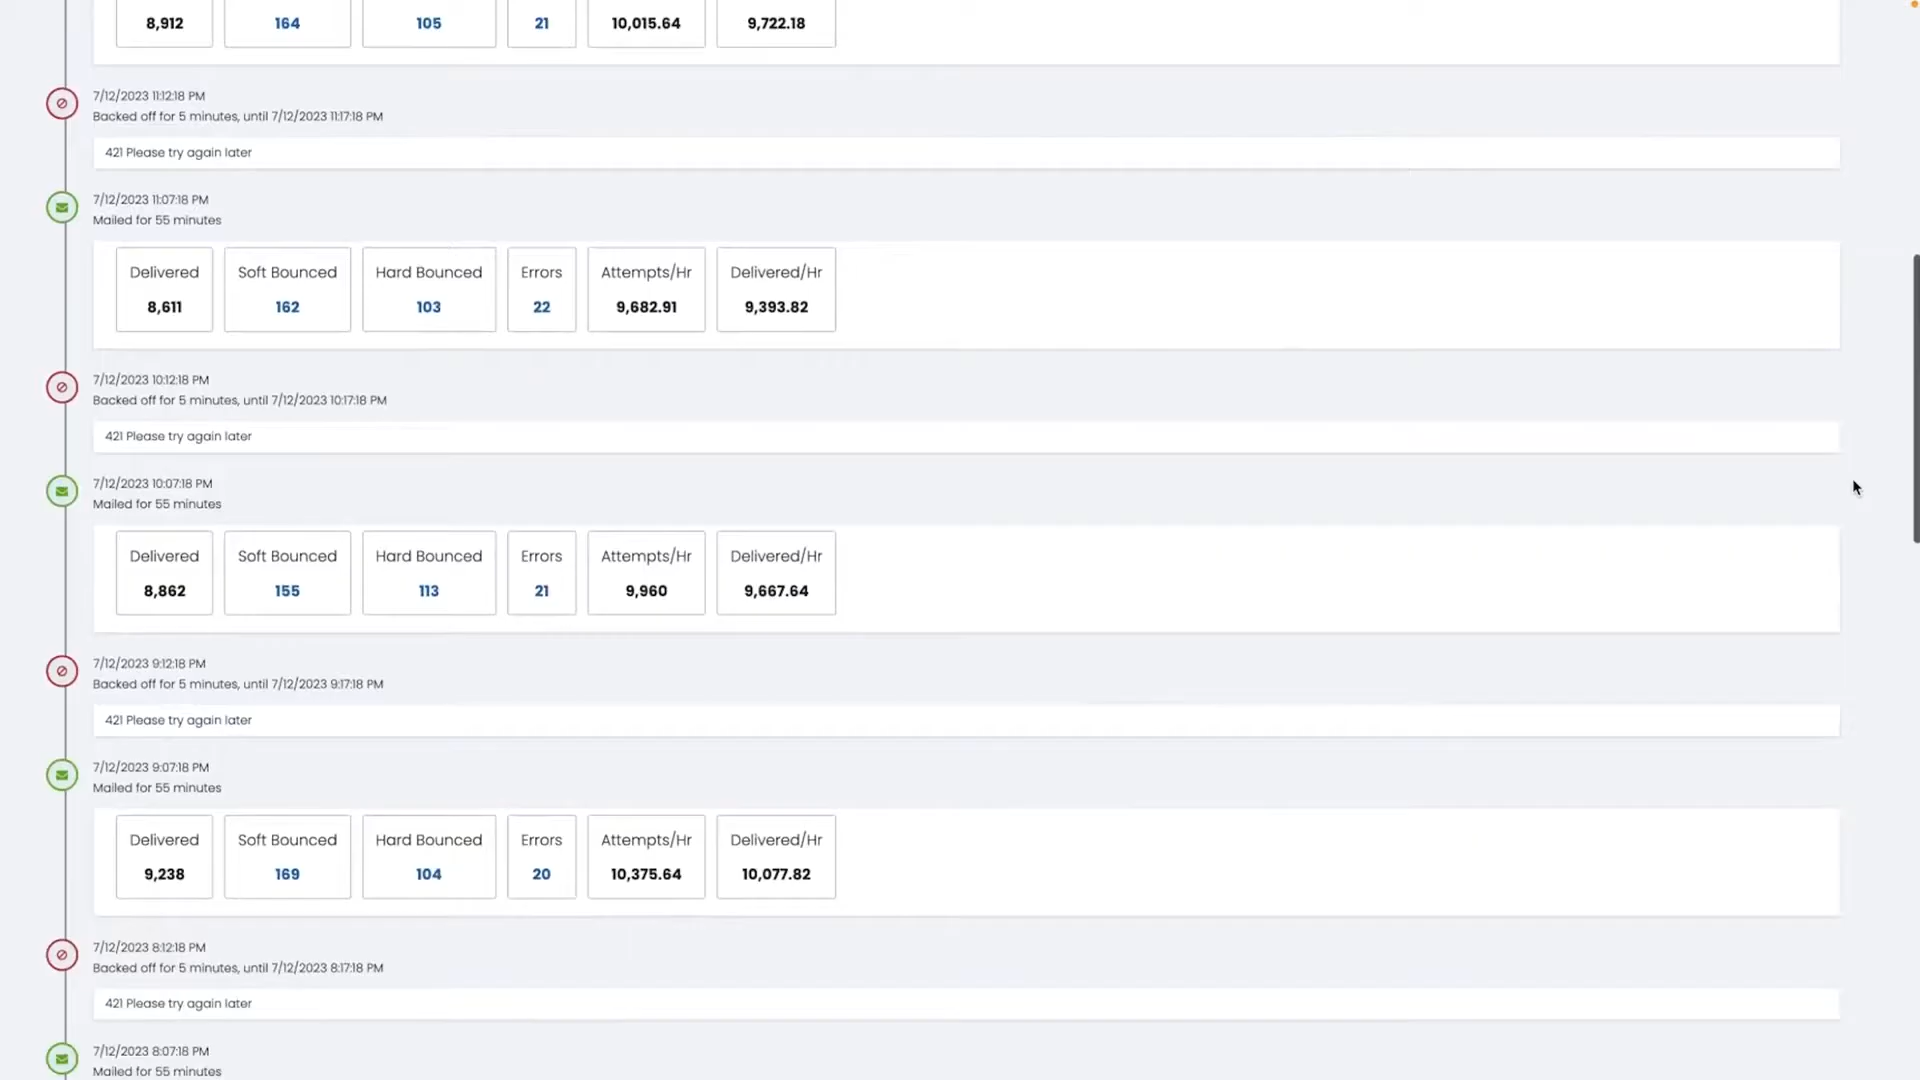 8,912 164 105 21 10,015.64 9,722.18
7/12/2023 11:12:18 PM
Backed off for 5 minutes, until 7/12/2023 11:17:18 PM
421 Please try again later
7/12/2023 11:07:18 PM
Mailed for 55 minutes
Delivered Soft Bounced Hard Bounced Errors Attempts/Hr Delivered/Hr
8,611 162 103 22 9,682.91 9,393.82
7/12/2023 10:12:18 PM
Backed off for 5 minutes, until 7/12/2023 10:17:18 PM
421 Please try again later
7/12/2023 10:07:18 PM
Mailed for 55 minutes
Delivered Soft Bounced Hard Bounced Errors Attempts/Hr Delivered/Hr
8,862 155 113 21 9,960 9,667.64
7/12/2023 9:12:18 PM
Backed off for 5 minutes, until 7/12/2023 9:17:18 PM
421 Please try again later
7/12/2023 9:07:18 PM
Mailed for 55 minutes
Delivered Soft Bounced Hard Bounced Errors Attempts/Hr Delivered/Hr
9,238 169 104 20 10,375.64 10,077.82
7/12/2023 8:12:18 PM
Backed off for 5 minutes, until 7/12/2023 8:17:18 PM
421 Please try again later
7/12/2023 8:07:18 PM
Mailed for 55 minutes